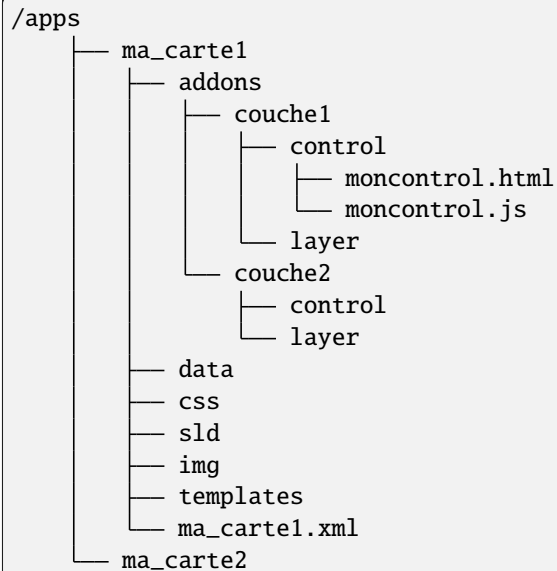 /apps
├── ma_carte1
│   ├── addons
│   │   ├── couche1
│   │   │   ├── control
│   │   │   │   ├── moncontrol.html
│   │   │   │   └── moncontrol.js
│   │   │   └── layer
│   │   └── couche2
│   │       ├── control
│   │       └── layer
│   ├── data
│   ├── css
│   ├── sld
│   ├── img
│   ├── templates
│   └── ma_carte1.xml
└── ma_carte2